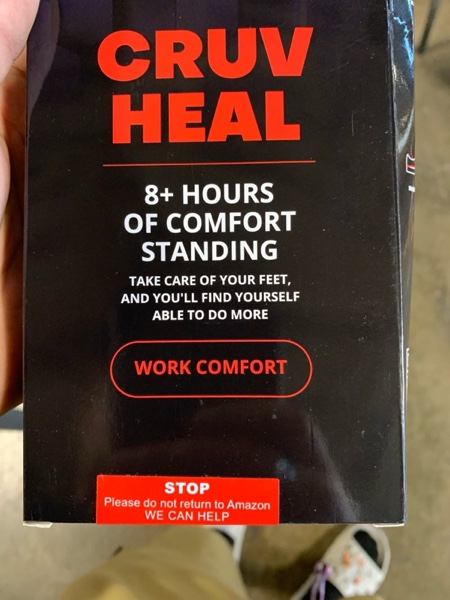 CRUV
HEAL
8+ HOURS
OF COMFORT
STANDING
TAKE CARE OF YOUR FEET,
AND YOU'LL FIND YOURSELF
ABLE TO DO MORE
WORK COMFORT
STOP
Please do not return to Amazon
WE CAN HELP